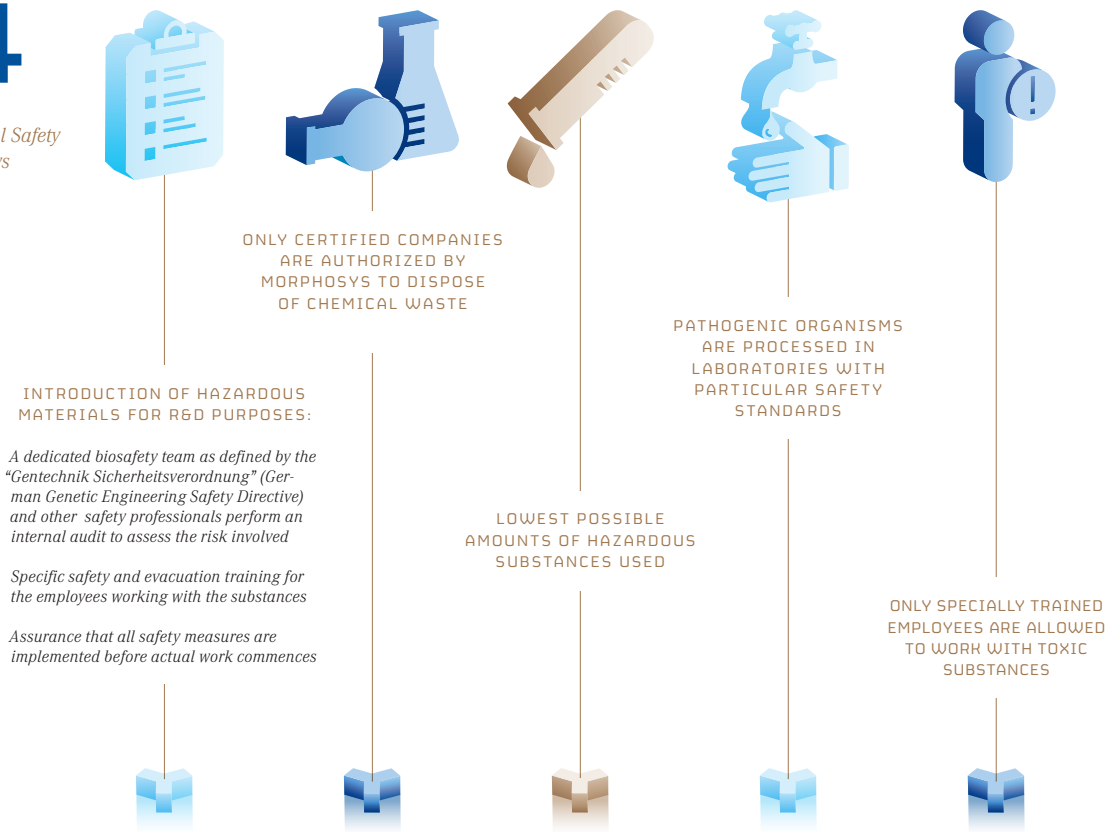 4
l Safety
ONLY CERTIFIED COMPANIES
ARE AUTHORIZED BY
MORPHOSYS TO DISPOSE
OF CHEMICAL WASTE
PATHOGENIC ORGANISMS
ARE PROCESSED IN
LABORATORIES WITH
PARTICULAR SAFETY
STANDARDS
INTRODUCTION OF HAZARDOUS
MATERIALS FOR R&D PURPOSES:
A dedicated biosafety team as defined by the
“Gentechnik Sicherheitsverordnung” (Ger-
man Genetic Engineering Safety Directive)
and other safety professionals perform an
internal audit to assess the risk involved
Specific safety and evacuation training for
the employees working with the substances
Assurance that all safety measures are
implemented before actual work commences
LOWEST POSSIBLE
AMOUNTS OF HAZARDOUS
SUBSTANCES USED
ONLY SPECIALLY TRAINED
EMPLOYEES ARE ALLOWED
TO WORK WITH TOXIC
SUBSTANCES